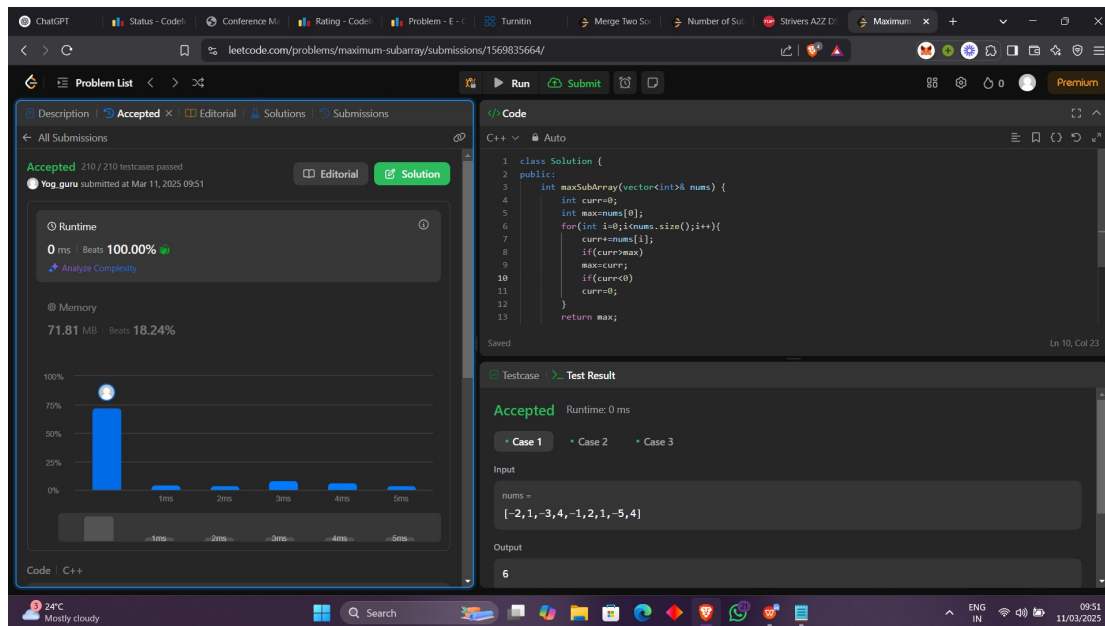 ChatGPT
Status - Codef
Conference Ma
Rating - Codef
Problem - E - C
Turnitin
Merge Two Sor
Number of Sub
Strivers A2Z DS
Maximum
leetcode.com/problems/maximum-subarray/submissions/1569835664/
Problem List
Run
Submit
0
Premium
Description
Accepted
Editorial
Solutions
Submissions
All Submissions
Accepted 210 / 210 testcases passed
Yog_guru submitted at Mar 11, 2025 09:51
Editorial
Solution
Runtime
0 ms Beats 100.00%
Analyze Complexity
Memory
71.81 MB Beats 18.24%
100%
75%
50%
25%
0%
1ms 2ms 3ms 4ms 5ms
1ms 2ms 3ms 4ms 5ms
Code C++
</> Code
C++ Auto
1 class Solution {
2 public:
3 int maxSubArray(vector<int>& nums) {
4 int curr=0;
5 int max=nums[0];
6 for(int i=0;i<nums.size();i++){
7 curr+=nums[i];
8 if(curr>max)
9 max=curr;
10 if(curr<0)
11 curr=0;
12 }
13 return max;
Saved
Ln 10, Col 23
Testcase
Test Result
Accepted Runtime: 0 ms
Case 1 Case 2 Case 3
Input
nums =
[-2,1,-3,4,-1,2,1,-5,4]
Output
6
3
24°C
Mostly cloudy
Search
ENG
IN
09:51
11/03/2025